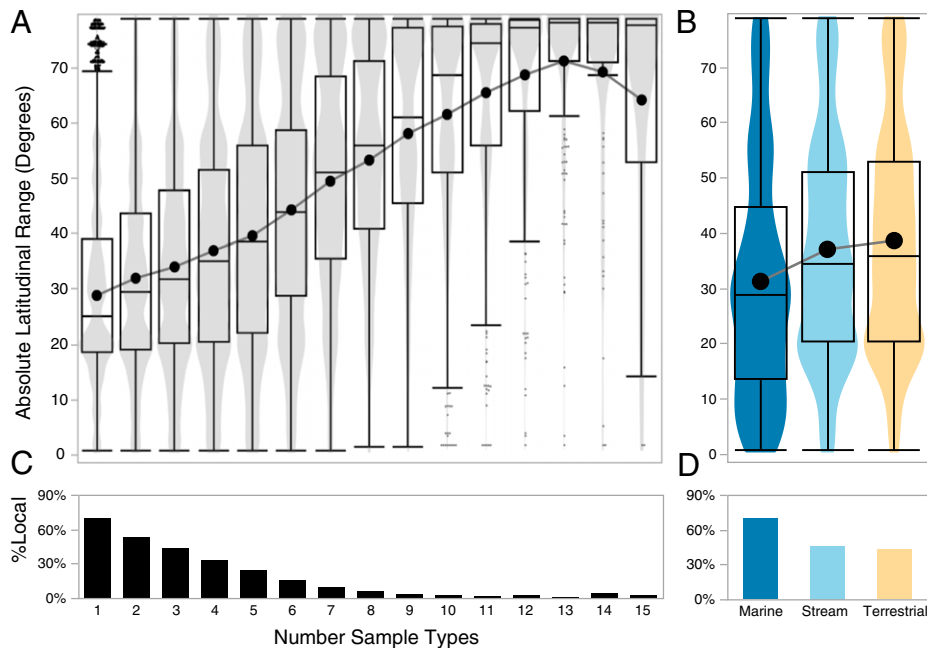 A
B
Absolute Latitudinal Range (Degrees)
70
60
50
40
30
20
10
0
70
60
50
40
30
20
10
0
C
D
%Local
90%
60%
30%
0%
90%
60%
30%
0%
1 2 3 4 5 6 7 8 9 10 11 12 13 14 15
Marine Stream Terrestrial
Number Sample Types